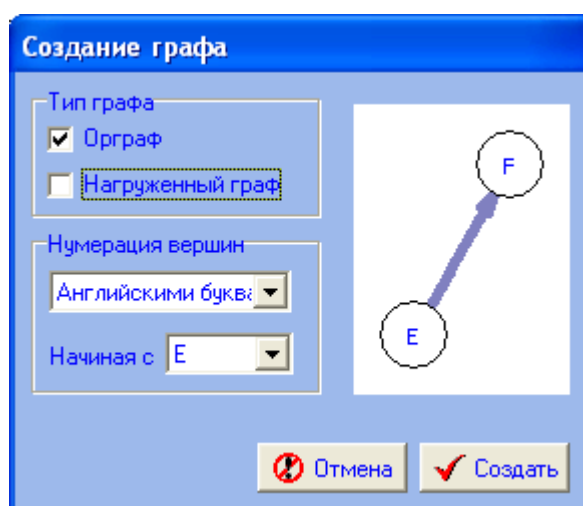 Создание графа
Тип графа
Орграф
Нагруженный граф
Нумерация вершин
Английскими буква
Начиная с E
F
E
Отмена
Создать